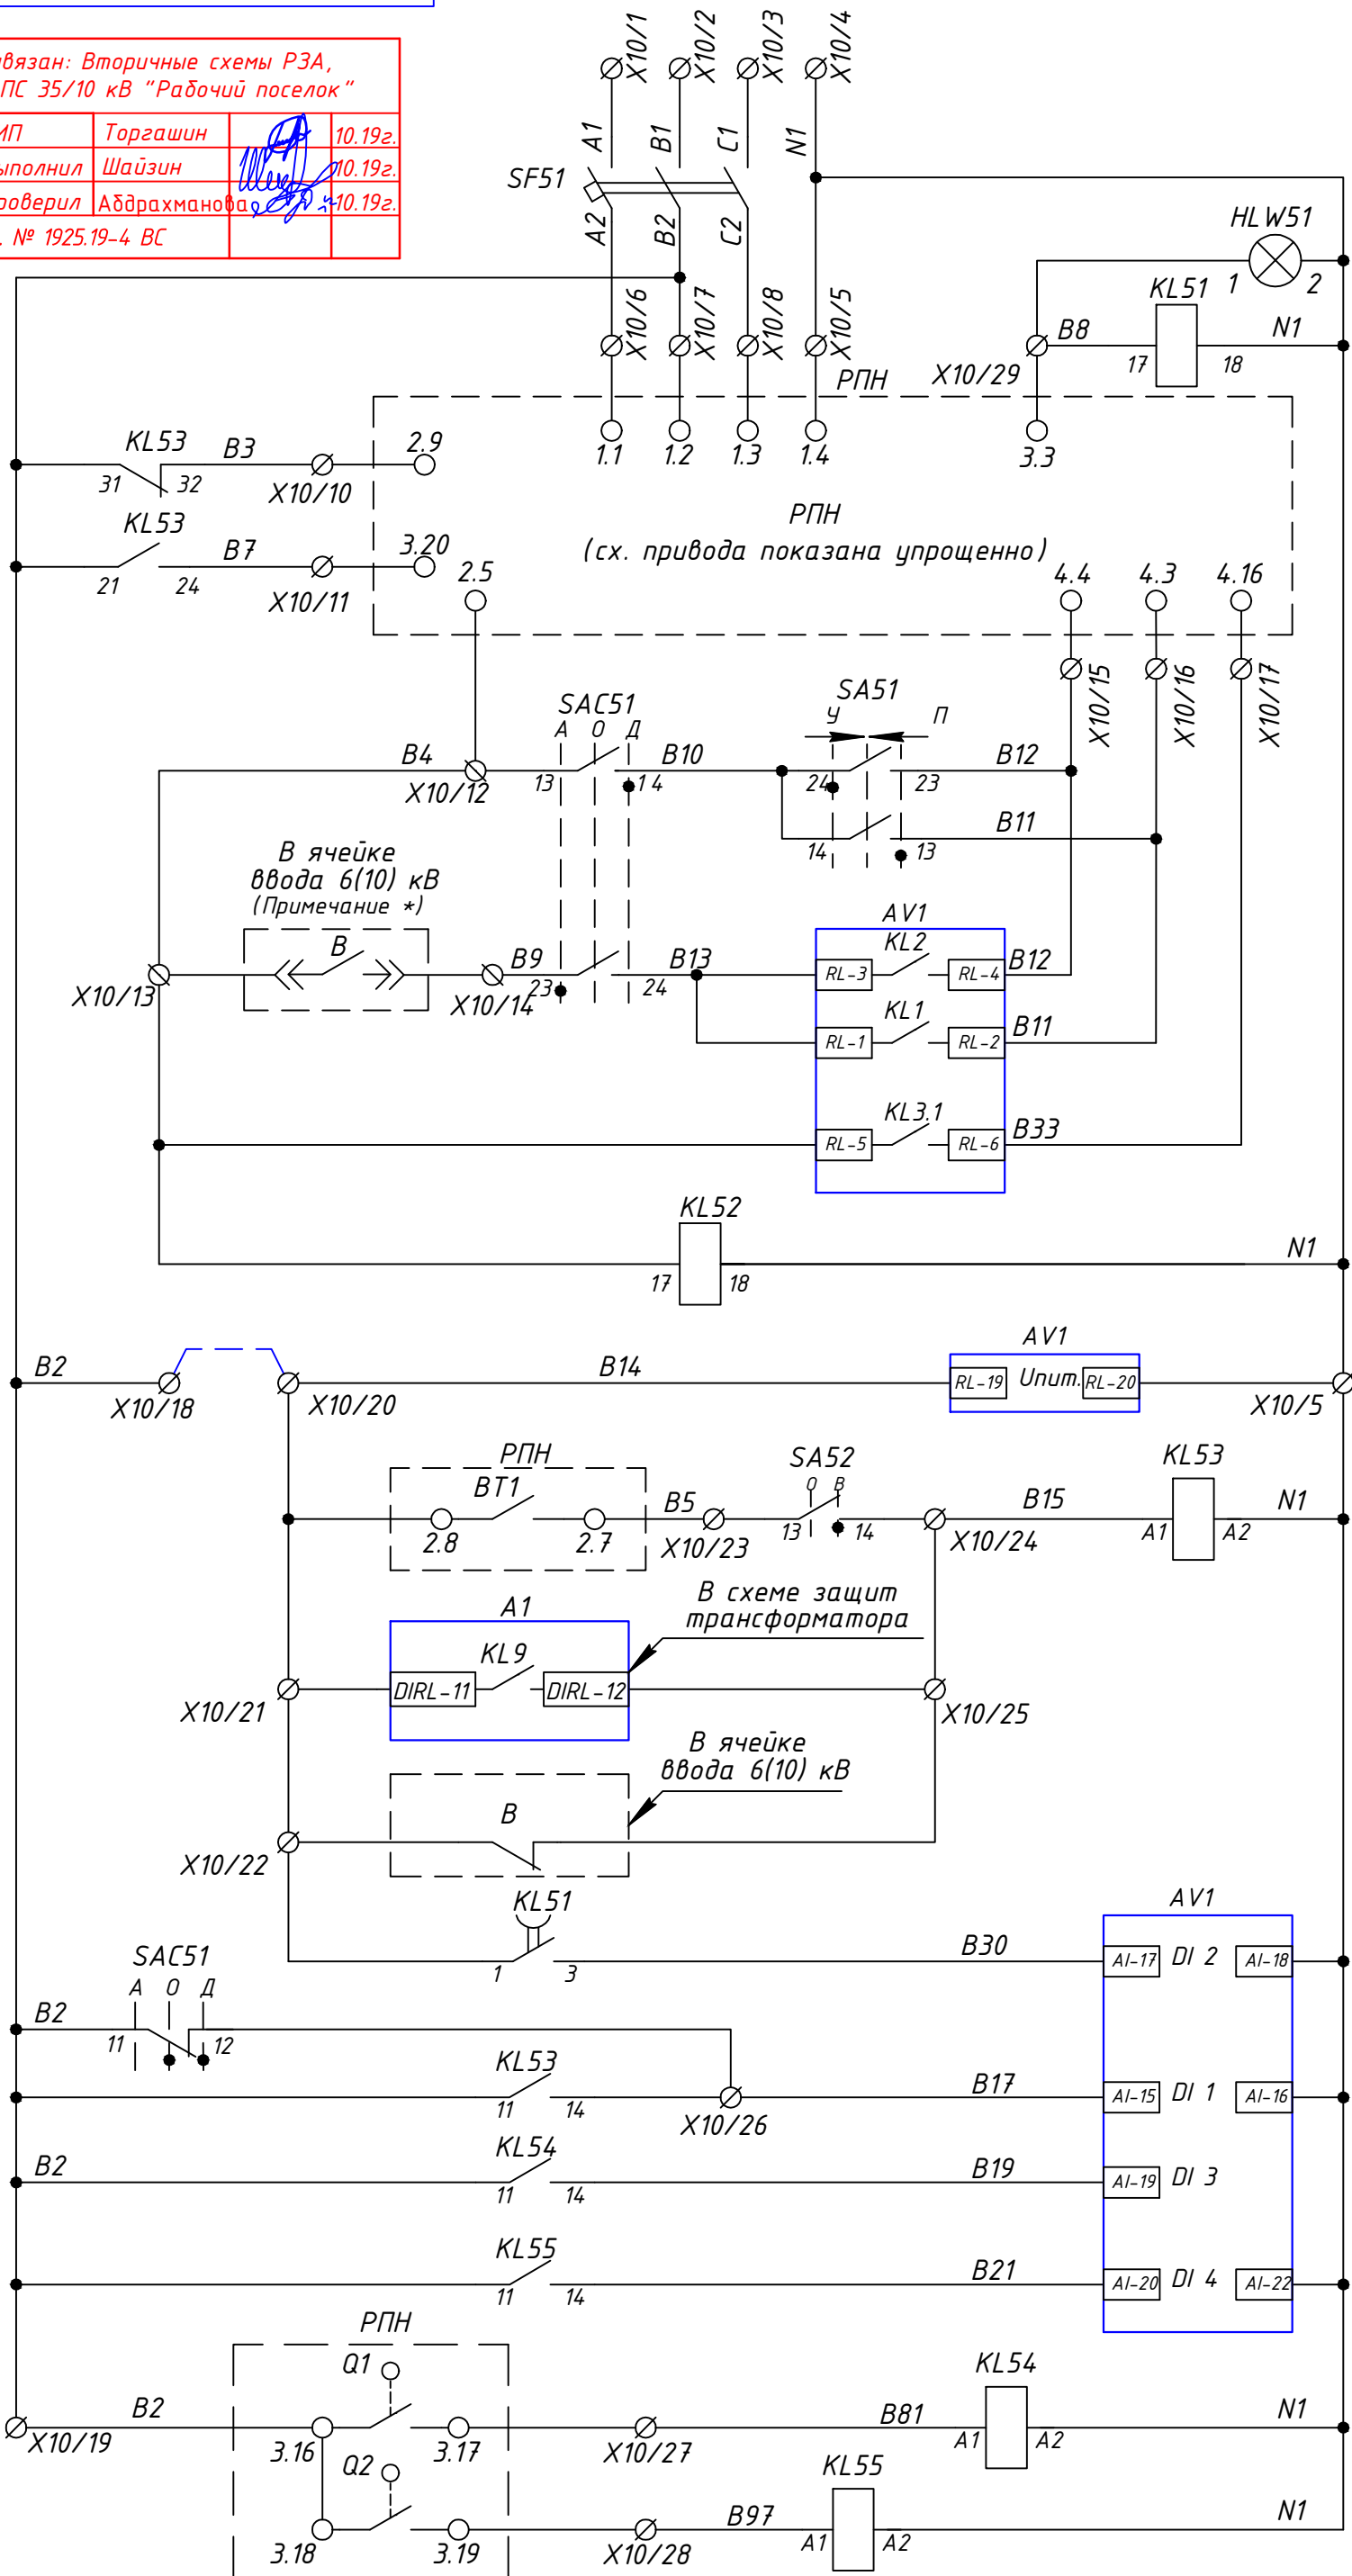 Вторичные схемы РЗА,
ПС 35/10 кВ "Рабочий поселок"
Торгашин
10.19г.
Шайзин
10.19г.
Абдрахманова
10.19г.
№ 1925.19-4 ВС
X10/1
X10/2
X10/3
X10/4
A1
B1
C1
N1
SF51
A2
B2
C2
HLW51
1
2
X10/6
X10/7
X10/8
X10/5
KL51
B8
N1
17
18
X10/29
РПН
1.1
1.2
1.3
1.4
3.3
KL53
B3
31
32
X10/10
2.9
РПН
(сх. привода показана упрощенно)
KL53
B7
21
24
X10/11
3.20
2.5
4.4
4.3
4.16
X10/15
X10/16
X10/17
SAC51
А О Д
SA51
У П
B4
X10/12
13
14
B10
24
23
B12
14
13
B11
В ячейке
ввода 6(10) кВ
(Примечание *)
В
X10/13
X10/14
B9
23
24
B13
AV1
RL-3
KL2
RL-4
B12
RL-1
KL1
RL-2
B11
RL-5
KL3.1
RL-6
B33
KL52
17
18
N1
B2
X10/18
X10/20
B14
AV1
RL-19
Uпит.
RL-20
X10/5
РПН
BT1
2.8
2.7
B5
X10/23
SA52
О В
13
14
X10/24
B15
KL53
A1
A2
N1
A1
KL9
DIRL-11
DIRL-12
В схеме защит
трансформатора
X10/21
X10/25
В ячейке
ввода 6(10) кВ
В
X10/22
KL51
1
3
B30
AV1
AI-17
DI 2
AI-18
SAC51
А О Д
B2
11
12
KL53
11
14
X10/26
B17
AI-15
DI 1
AI-16
B2
KL54
11
14
B19
AI-19
DI 3
KL55
11
14
B21
AI-20
DI 4
AI-22
РПН
Q1
B2
X10/19
3.16
3.17
X10/27
B81
KL54
A1
A2
N1
Q2
3.18
3.19
X10/28
B97
KL55
A1
A2
N1